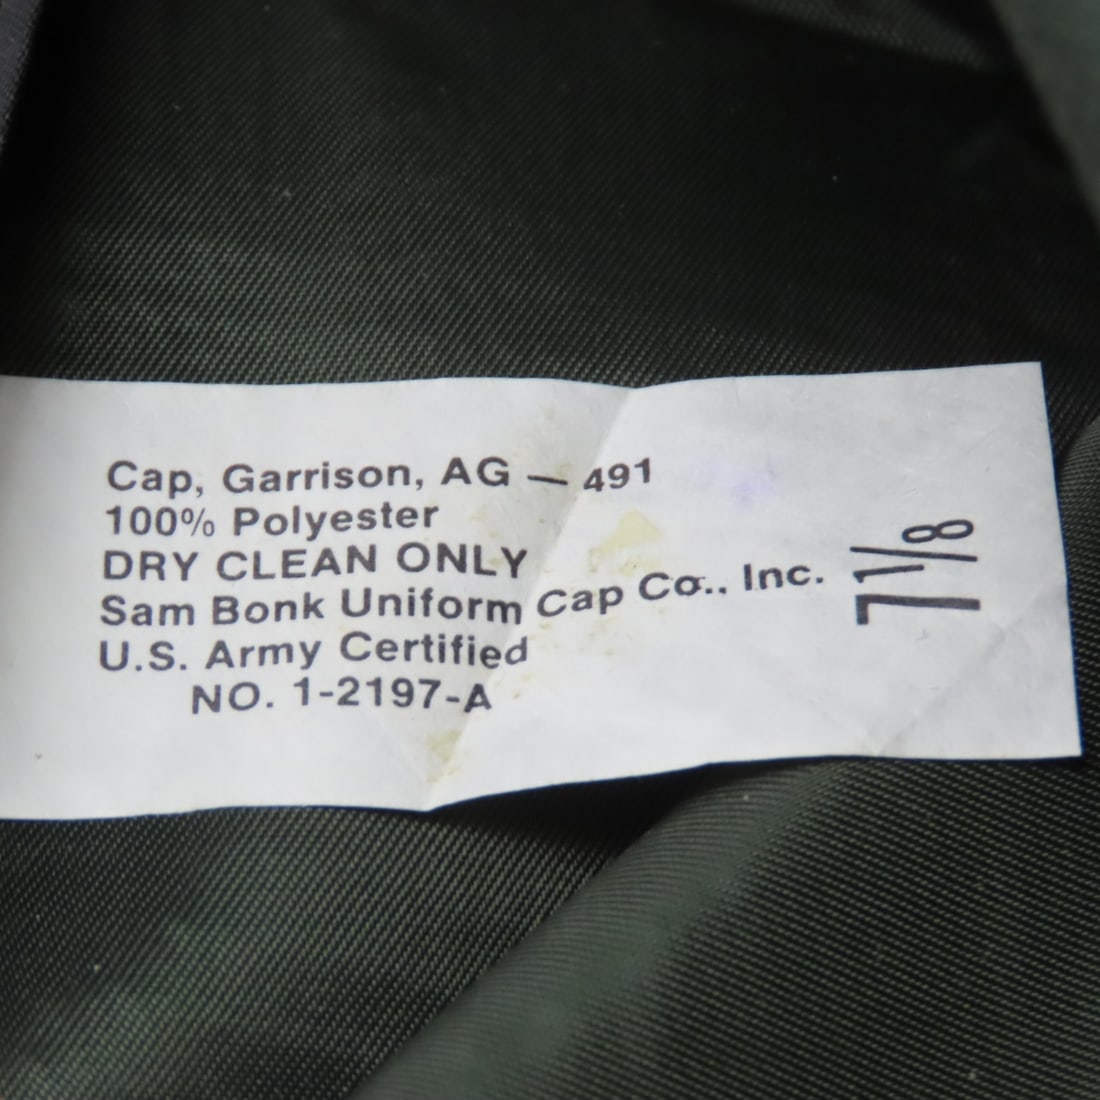 Cap, Garrison, AG — 491
100% Polyester
DRY CLEAN ONLY
Sam Bonk Uniform Cap Co., Inc.
U.S. Army Certified
NO. 1-2197-A
7 1/8